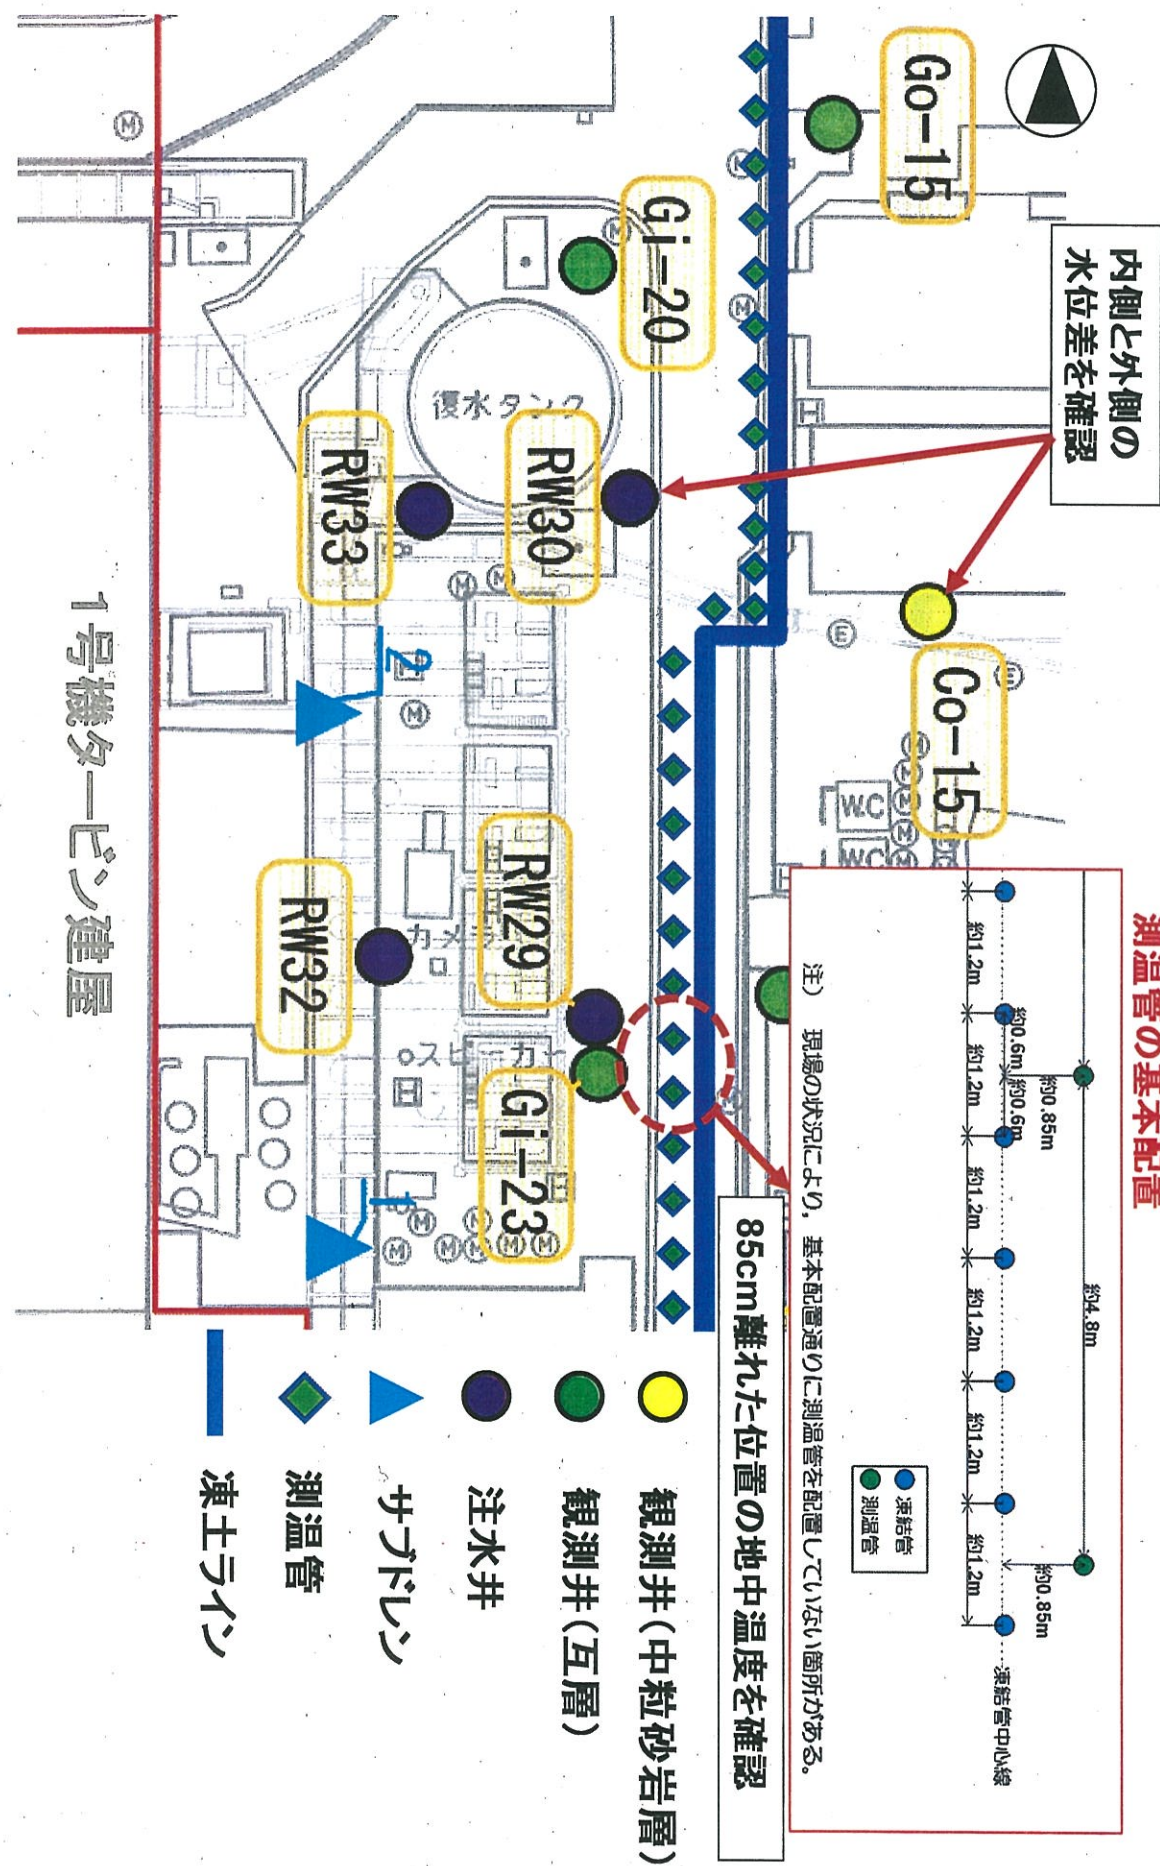 測温管の基本配置
約4.8m
約0.85m
約0.85m
約0.6m
約0.6m
約1.2m
約1.2m
約1.2m
約1.2m
約1.2m
約1.2m
凍結管中心線
凍結管
測温管
注) 現場の状況により，基本配置通りに測温管を配置していない箇所がある。
内側と外側の
水位差を確認
85cm離れた位置の地中温度を確認
Go-15
Co-15
Gi-20
RW30
RW29
Gi-23
RW33
RW32
復水タンク
カメラ
スピーカー
W.C
W.C
2
1
1号機タービン建屋
観測井(中粒砂岩層)
観測井(互層)
注水井
サブドレン
測温管
凍土ライン